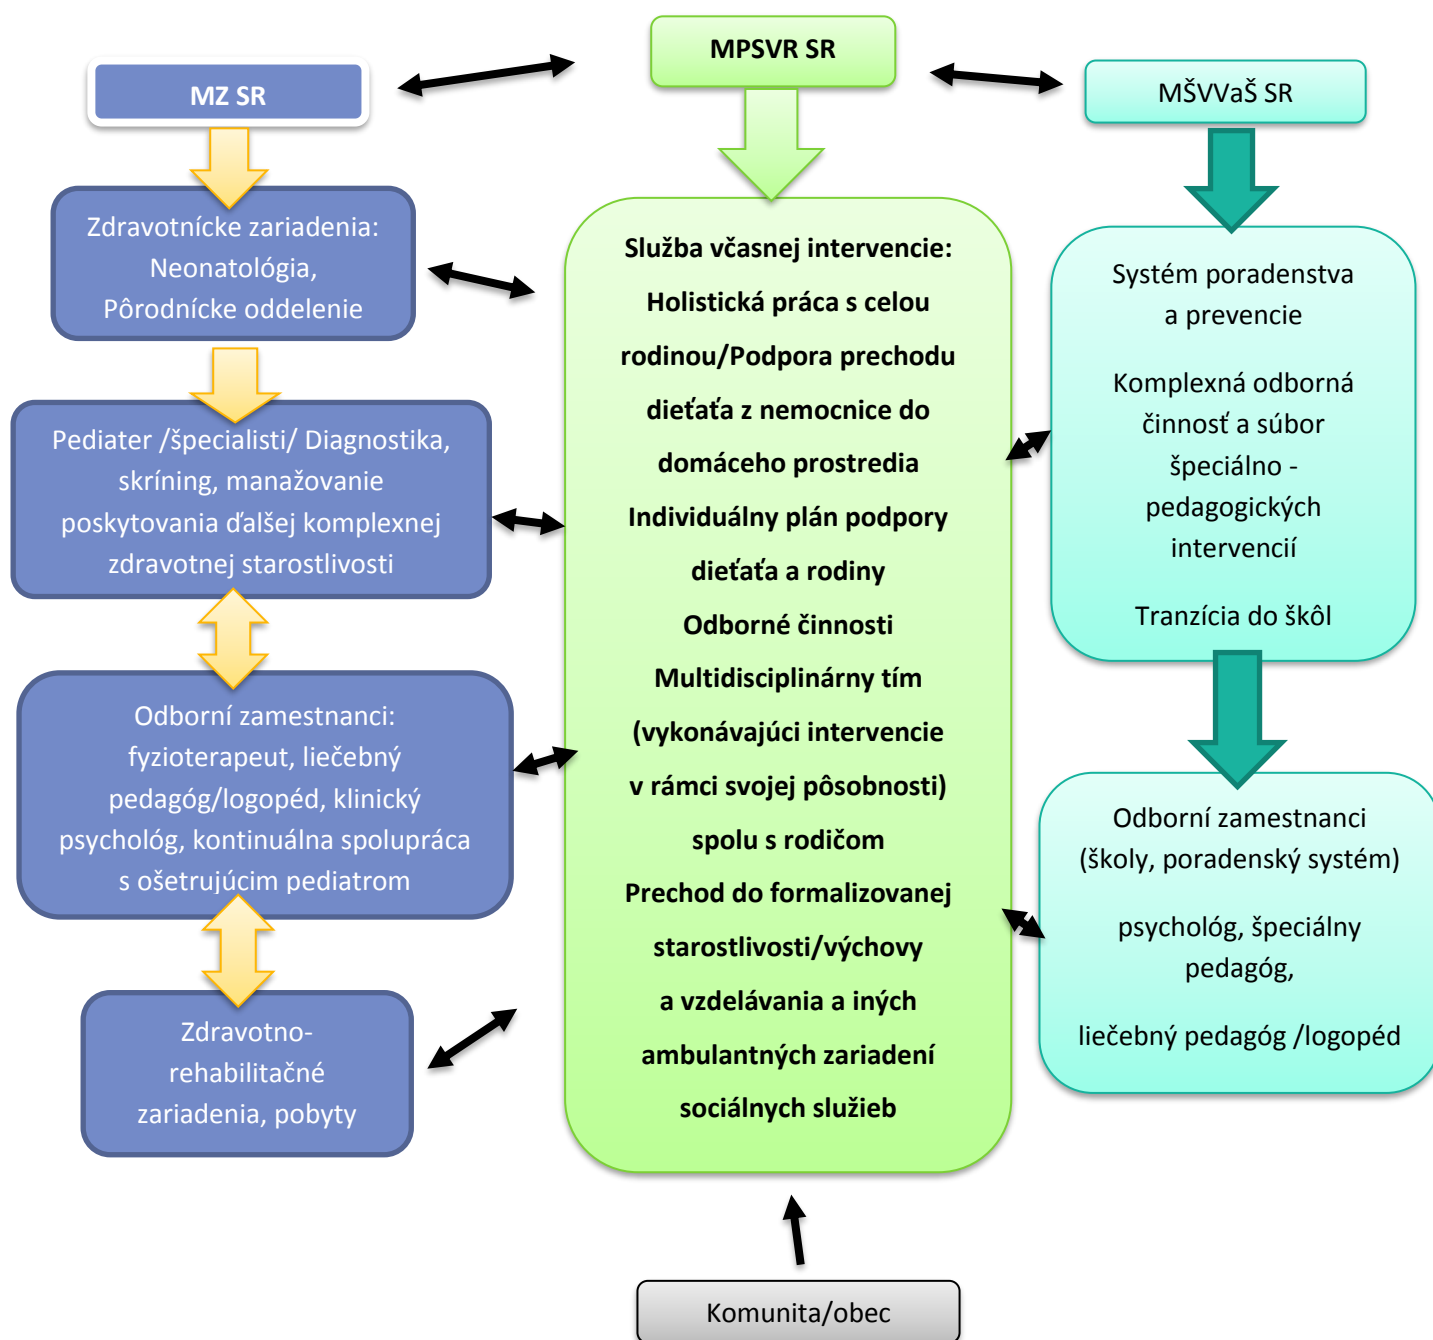 MPSVR SR
MZ SR
MŠVVaŠ SR
Zdravotnícke zariadenia:
Neonatológia,
Pôrodnícke oddelenie
Pediater /špecialisti/ Diagnostika,
skríning, manažovanie
poskytovania ďalšej komplexnej
zdravotnej starostlivosti
Odborní zamestnanci:
fyzioterapeut, liečebný
pedagóg/logopéd, klinický
psychológ, kontinuálna spolupráca
s ošetrujúcim pediatrom
Zdravotno-
rehabilitačné
zariadenia, pobyty
Služba včasnej intervencie:
Holistická práca s celou
rodinou/Podpora prechodu
dieťaťa z nemocnice do
domáceho prostredia
Individuálny plán podpory
dieťaťa a rodiny
Odborné činnosti
Multidisciplinárny tím
(vykonávajúci intervencie
v rámci svojej pôsobnosti)
spolu s rodičom
Prechod do formalizovanej
starostlivosti/výchovy
a vzdelávania a iných
ambulantných zariadení
sociálnych služieb
Systém poradenstva
a prevencie
Komplexná odborná
činnosť a súbor
špeciálno -
pedagogických
intervencií
Tranzícia do škôl
Odborní zamestnanci
(školy, poradenský systém)
psychológ, špeciálny
pedagóg,
liečebný pedagóg /logopéd
Komunita/obec